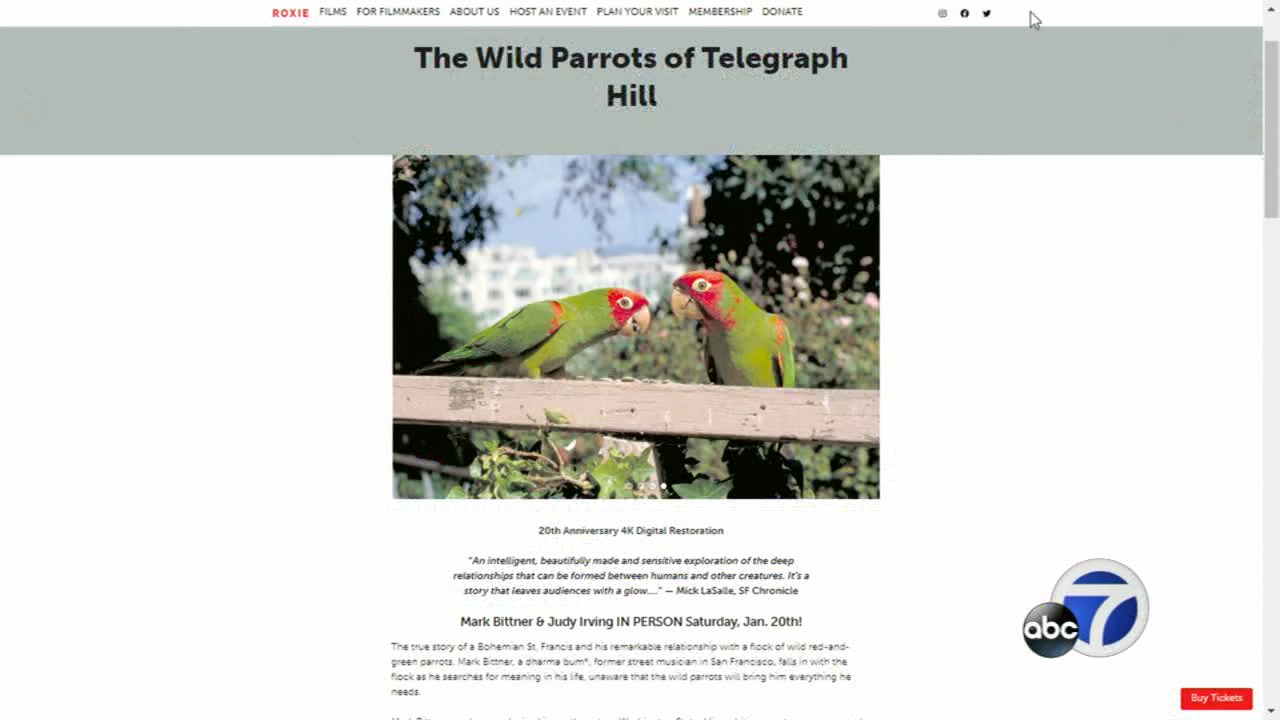 ROXIE FILMS FOR FILMMAKERS ABOUT US HOST AN EVENT PLAN YOUR VISIT MEMBERSHIP DONATE
The Wild Parrots of Telegraph
Hill
20th Anniversary 4K Digital Restoration
"An intelligent, beautifully made and sensitive exploration of the deep
relationships that can be formed between humans and other creatures. It's a
story that leaves audiences with a glow...." — Mick LaSalle, SF Chronicle
Mark Bittner & Judy Irving IN PERSON Saturday, Jan. 20th!
The true story of a Bohemian St. Francis and his remarkable relationship with a flock of wild red-and-
green parrots. Mark Bittner, a dharma bum*, former street musician in San Francisco, falls in with the
flock as he searches for meaning in his life, unaware that the wild parrots will bring him everything he
needs.
abc 7
Buy Tickets